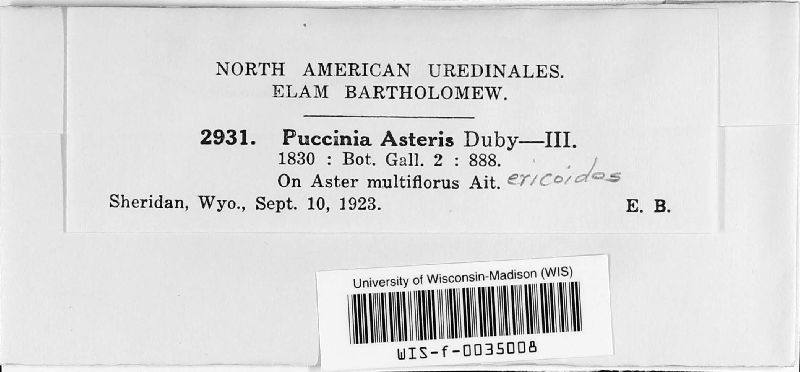 NORTH AMERICAN UREDINALES.
ELAM BARTHOLOMEW.
2931. Puccinia Asteris Duby—III.
1830 : Bot. Gall. 2 : 888.
On Aster multiflorus Ait. ericoides
Sheridan, Wyo., Sept. 10, 1923. E. B.
University of Wisconsin-Madison (WIS)
WIS-f-0035008